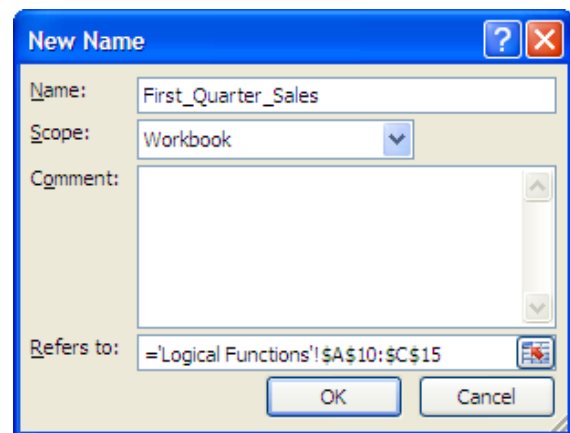 New Name
Name: First_Quarter_Sales
Scope: Workbook
Comment:
Refers to: ='Logical Functions'!$A$10:$C$15
OK Cancel